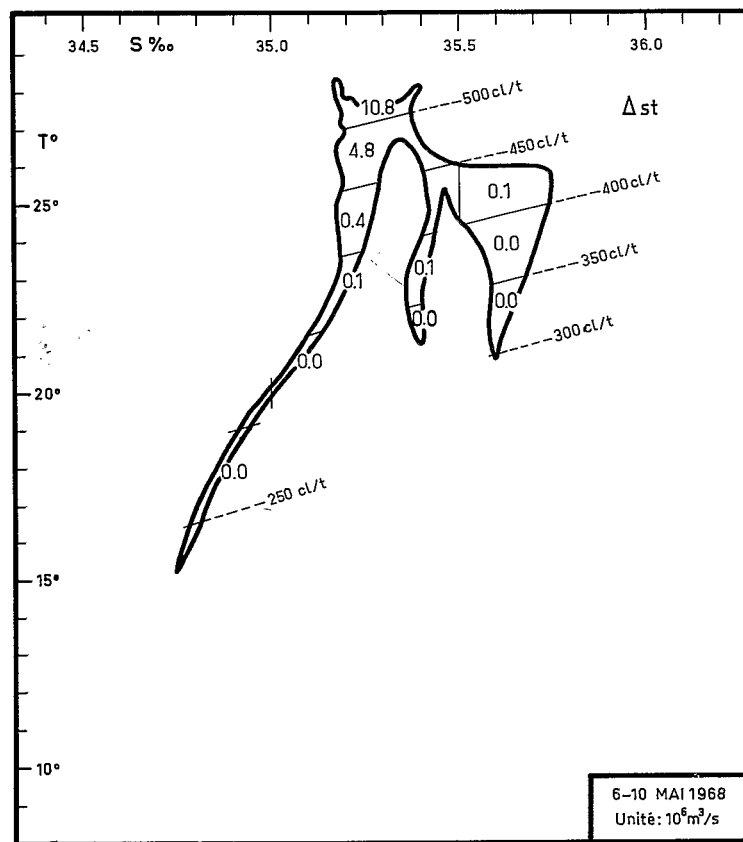 34.5 S ‰ 35.0 35.5 36.0
T°
10.8
500 cl/t
Δst
4.8
450 cl/t
0.1
400 cl/t
25°
0.4
0.0
0.1
0.1
350 cl/t
0.0
0.0
300 cl/t
0.0
20°
0.0
250 cl/t
15°
10°
6–10 MAI 1968
Unité: 10⁶m³/s